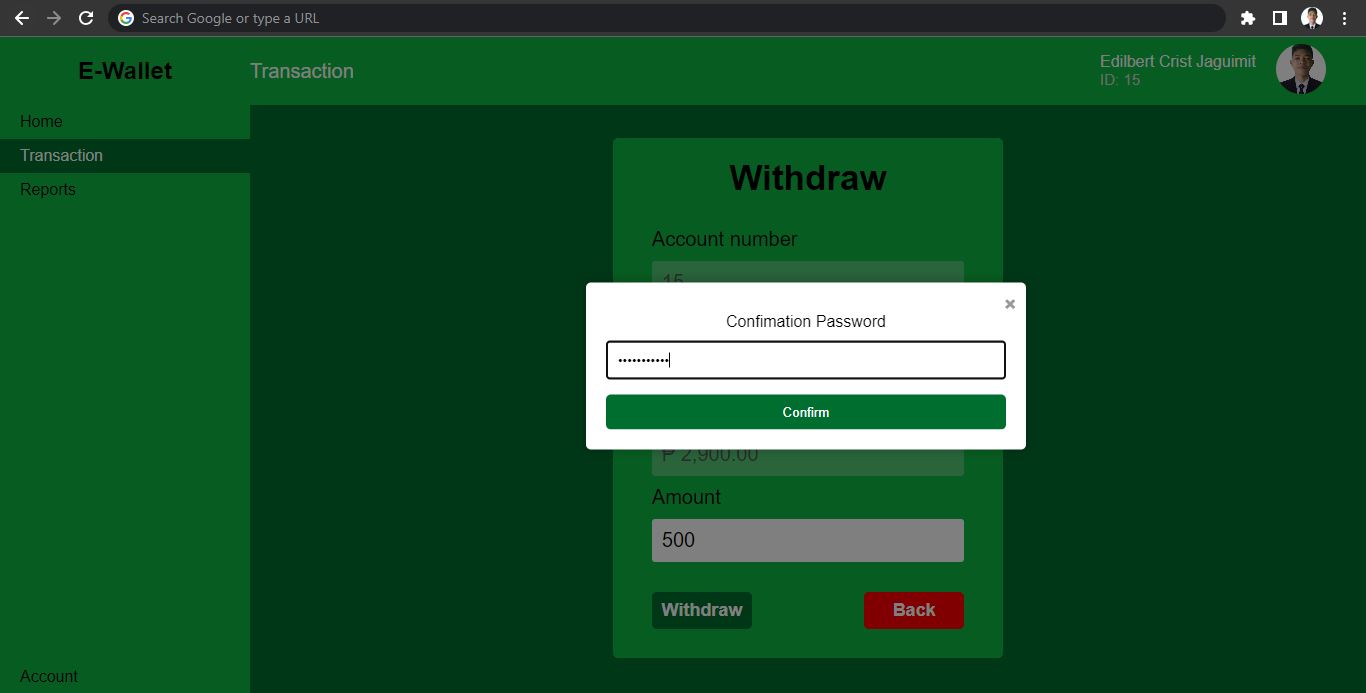 Search Google or type a URL
E-Wallet
Transaction
Edilbert Crist Jaguimit
ID: 15
Home
Transaction
Reports
Account
Withdraw
Account number
15
Confimation Password
•••••••••••
Confirm
₱ 2,900.00
Amount
500
Withdraw
Back